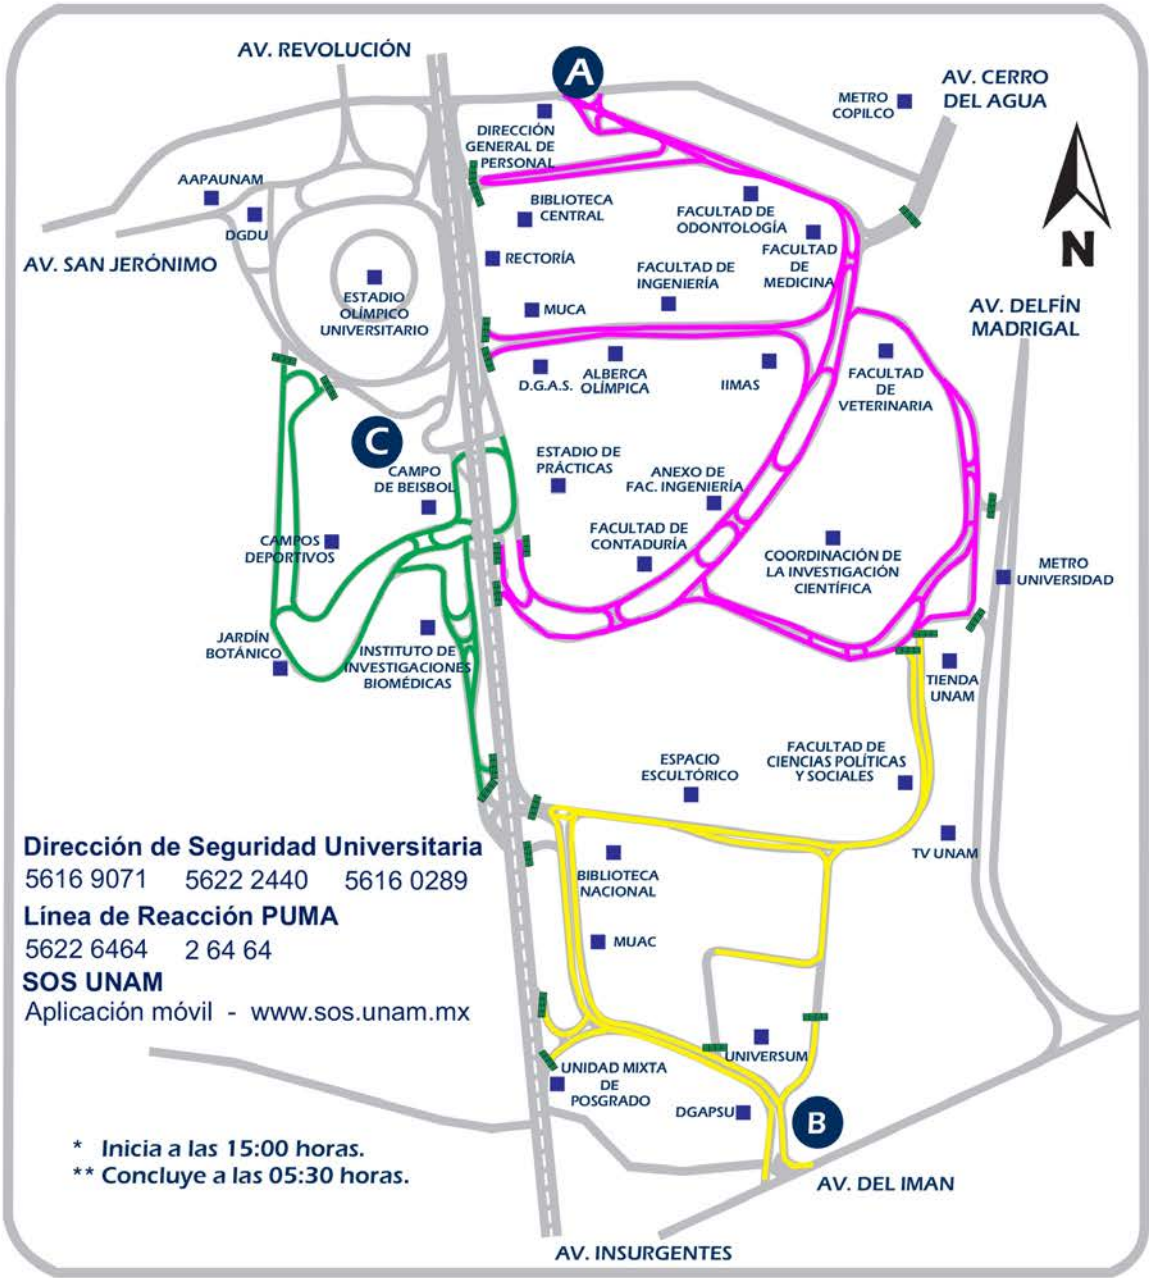 AV. REVOLUCIÓN
A
AV. CERRO
DEL AGUA
METRO
COPILCO
DIRECCIÓN
GENERAL DE
PERSONAL
AAPAUNAM
DGDU
BIBLIOTECA
CENTRAL
FACULTAD DE
ODONTOLOGÍA
FACULTAD
DE
MEDICINA
N
AV. SAN JERÓNIMO
RECTORÍA
FACULTAD DE
INGENIERÍA
ESTADIO
OLÍMPICO
UNIVERSITARIO
MUCA
AV. DELFÍN
MADRIGAL
D.G.A.S.
ALBERCA
OLÍMPICA
IIMAS
FACULTAD
DE
VETERINARIA
C
CAMPO
DE BEISBOL
ESTADIO DE
PRÁCTICAS
ANEXO DE
FAC. INGENIERÍA
CAMPOS
DEPORTIVOS
FACULTAD DE
CONTADURÍA
COORDINACIÓN DE
LA INVESTIGACIÓN
CIENTÍFICA
METRO
UNIVERSIDAD
JARDÍN
BOTÁNICO
INSTITUTO DE
INVESTIGACIONES
BIOMÉDICAS
TIENDA
UNAM
ESPACIO
ESCULTÓRICO
FACULTAD DE
CIENCIAS POLÍTICAS
Y SOCIALES
TV UNAM
Dirección de Seguridad Universitaria
5616 9071 5622 2440 5616 0289
Línea de Reacción PUMA
5622 6464 2 64 64
SOS UNAM
Aplicación móvil - www.sos.unam.mx
BIBLIOTECA
NACIONAL
MUAC
UNIVERSUM
UNIDAD MIXTA
DE
POSGRADO
DGAPSU
B
* Inicia a las 15:00 horas.
** Concluye a las 05:30 horas.
AV. DEL IMAN
AV. INSURGENTES